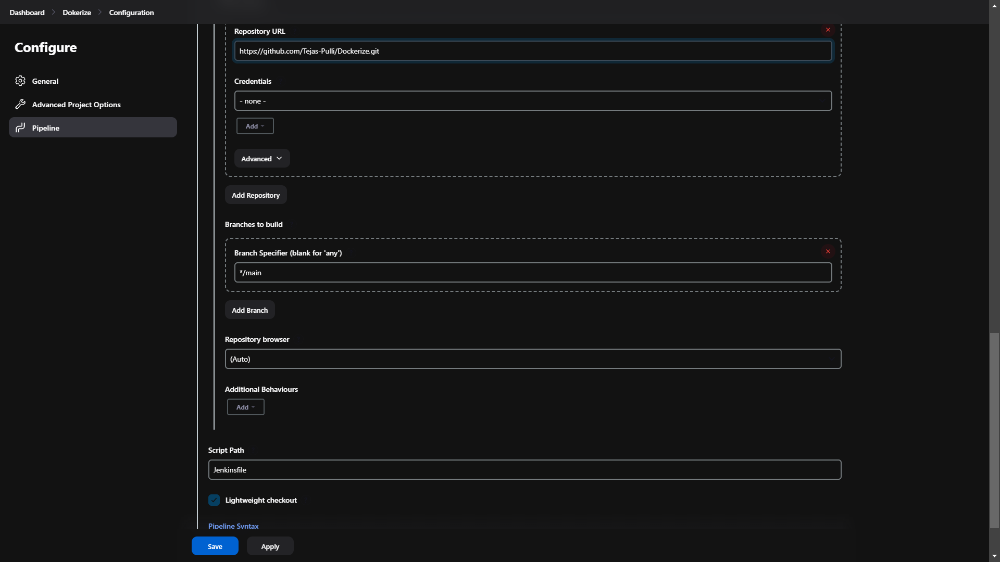 Dashboard
Dokerize
Configuration
Configure
General
Advanced Project Options
Pipeline
Repository URL
https://github.com/Tejas-Pulli/Dockerize.git
Credentials
- none -
Add
Advanced
Add Repository
Branches to build
Branch Specifier (blank for 'any')
*/main
Add Branch
Repository browser
(Auto)
Additional Behaviours
Add
Script Path
Jenkinsfile
Lightweight checkout
Pipeline Syntax
Save
Apply